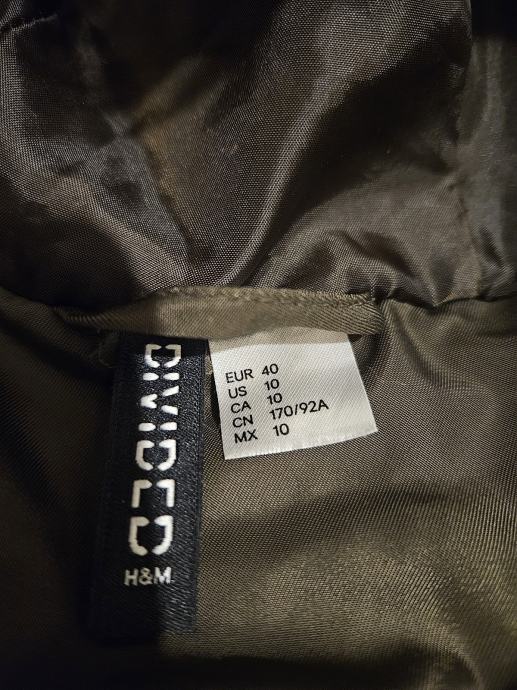 DIVIDED
H&M
EUR 40
US 10
CA 10
CN 170/92A
MX 10